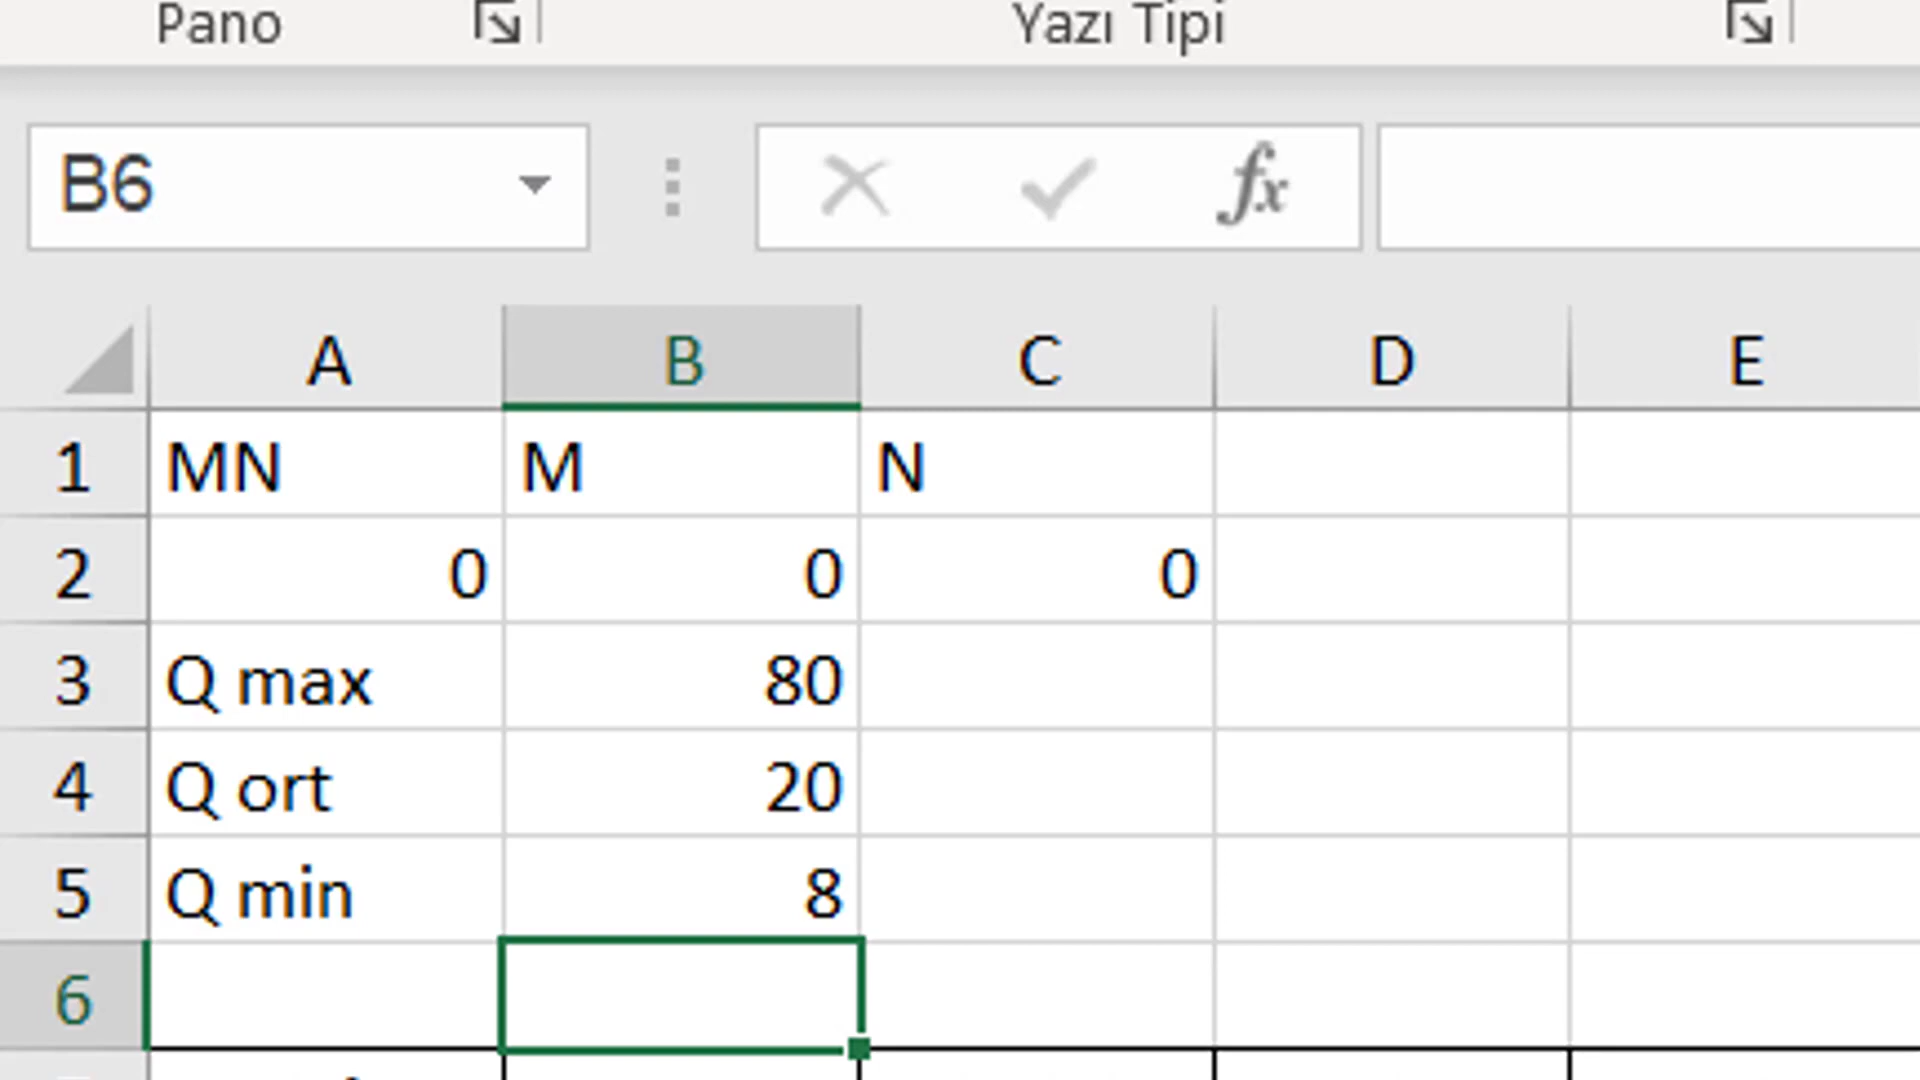 Pano Yazı Tipi
B6 fx
A B C D E
1 MN M N
2 0 0 0
3 Q max 80
4 Q ort 20
5 Q min 8
6